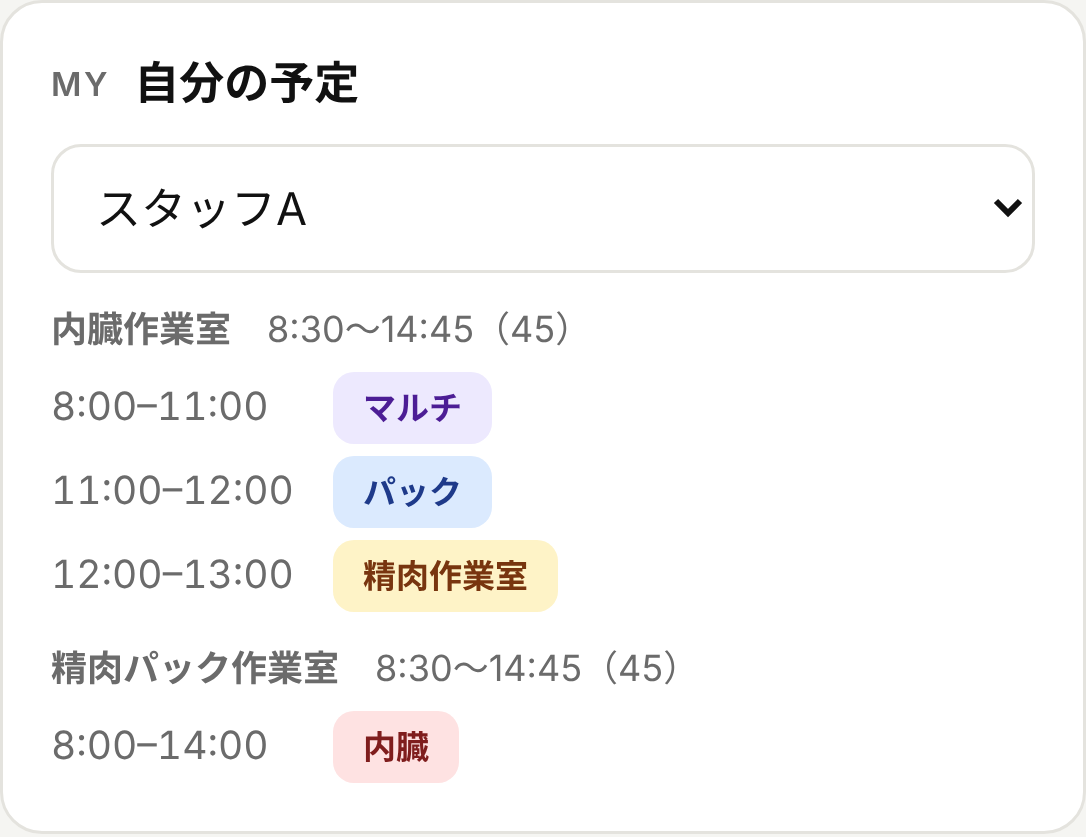 MY 自分の予定
スタッフA
内臓作業室 8:30〜14:45（45）
8:00–11:00 マルチ
11:00–12:00 パック
12:00–13:00 精肉作業室
精肉パック作業室 8:30〜14:45（45）
8:00–14:00 内臓